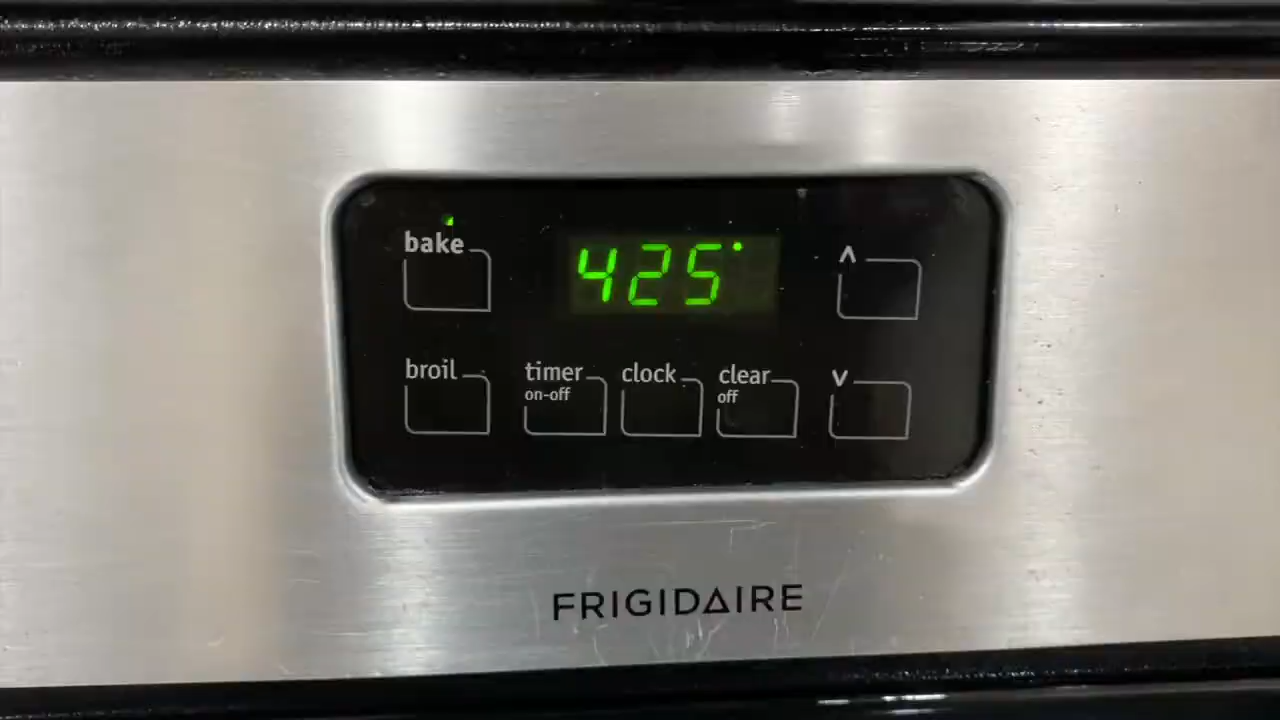 bake
425°
^
broil
timer
on-off
clock
clear
off
v
FRIGIDAIRE